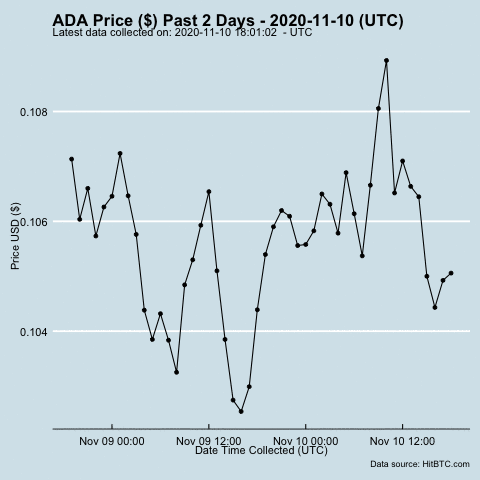 ADA Price ($) Past 2 Days - 2020-11-10 (UTC)
Latest data collected on: 2020-11-10 18:01:02 - UTC
0.108
0.106
0.104
Price USD ($)
Nov 09 00:00 Nov 09 12:00 Nov 10 00:00 Nov 10 12:00
Date Time Collected (UTC)
Data source: HitBTC.com